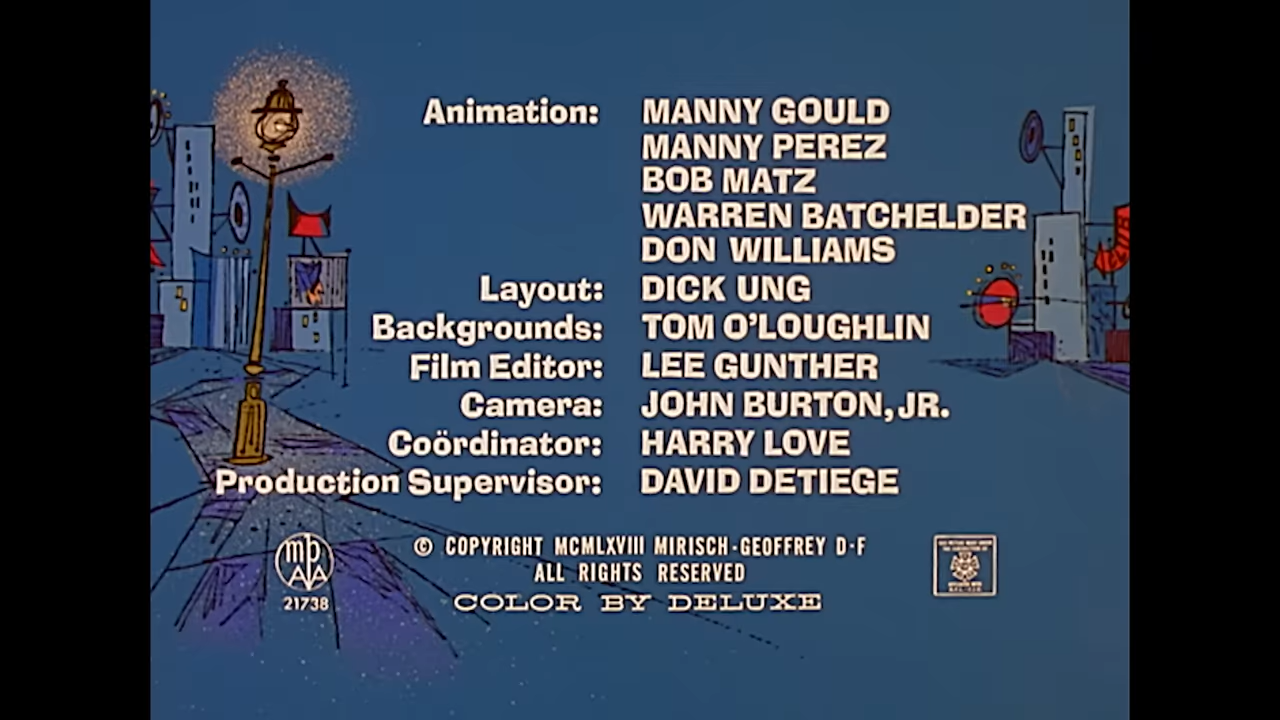 Animation: MANNY GOULD
MANNY PEREZ
BOB MATZ
WARREN BATCHELDER
DON WILLIAMS
Layout: DICK UNG
Backgrounds: TOM O'LOUGHLIN
Film Editor: LEE GUNTHER
Camera: JOHN BURTON, JR.
Coördinator: HARRY LOVE
Production Supervisor: DAVID DETIEGE
© COPYRIGHT MCMLXVIII MIRISCH-GEOFFREY D-F
ALL RIGHTS RESERVED
COLOR BY DELUXE
mpAA
21738